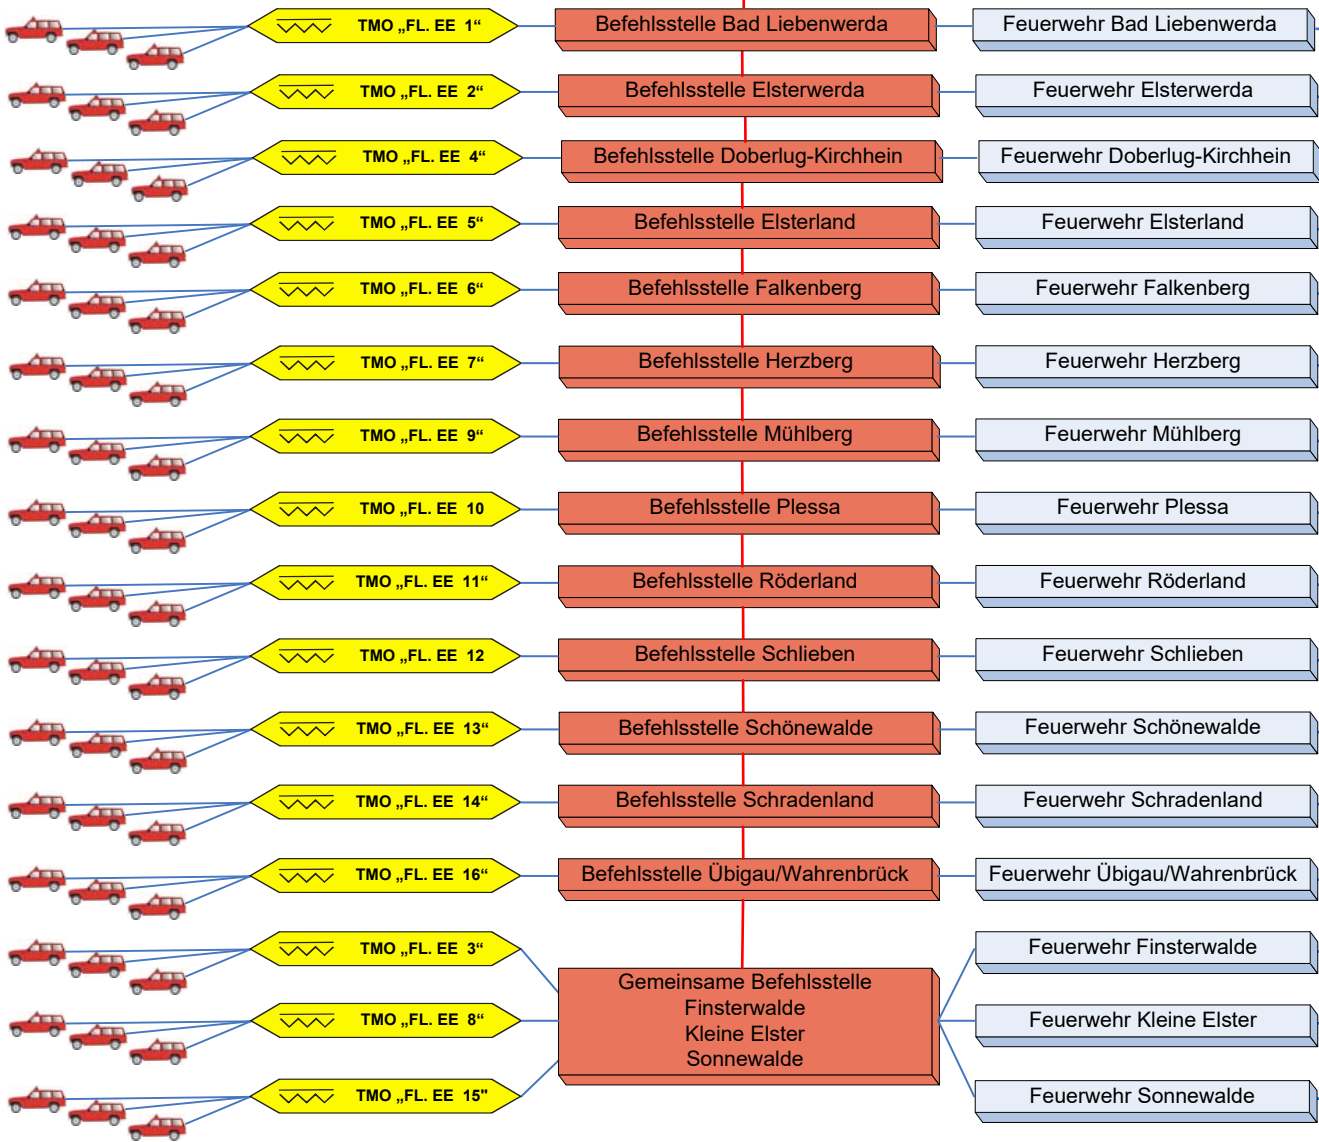 TMO „FL. EE 1“ Befehlsstelle Bad Liebenwerda Feuerwehr Bad Liebenwerda
TMO „FL. EE 2“ Befehlsstelle Elsterwerda Feuerwehr Elsterwerda
TMO „FL. EE 4“ Befehlsstelle Doberlug-Kirchhein Feuerwehr Doberlug-Kirchhein
TMO „FL. EE 5“ Befehlsstelle Elsterland Feuerwehr Elsterland
TMO „FL. EE 6“ Befehlsstelle Falkenberg Feuerwehr Falkenberg
TMO „FL. EE 7“ Befehlsstelle Herzberg Feuerwehr Herzberg
TMO „FL. EE 9“ Befehlsstelle Mühlberg Feuerwehr Mühlberg
TMO „FL. EE 10 Befehlsstelle Plessa Feuerwehr Plessa
TMO „FL. EE 11“ Befehlsstelle Röderland Feuerwehr Röderland
TMO „FL. EE 12 Befehlsstelle Schlieben Feuerwehr Schlieben
TMO „FL. EE 13“ Befehlsstelle Schönewalde Feuerwehr Schönewalde
TMO „FL. EE 14“ Befehlsstelle Schradenland Feuerwehr Schradenland
TMO „FL. EE 16“ Befehlsstelle Übigau/Wahrenbrück Feuerwehr Übigau/Wahrenbrück
TMO „FL. EE 3“ Feuerwehr Finsterwalde
Gemeinsame Befehlsstelle
Finsterwalde
TMO „FL. EE 8“ Feuerwehr Kleine Elster
Kleine Elster
Sonnewalde
TMO „FL. EE 15" Feuerwehr Sonnewalde